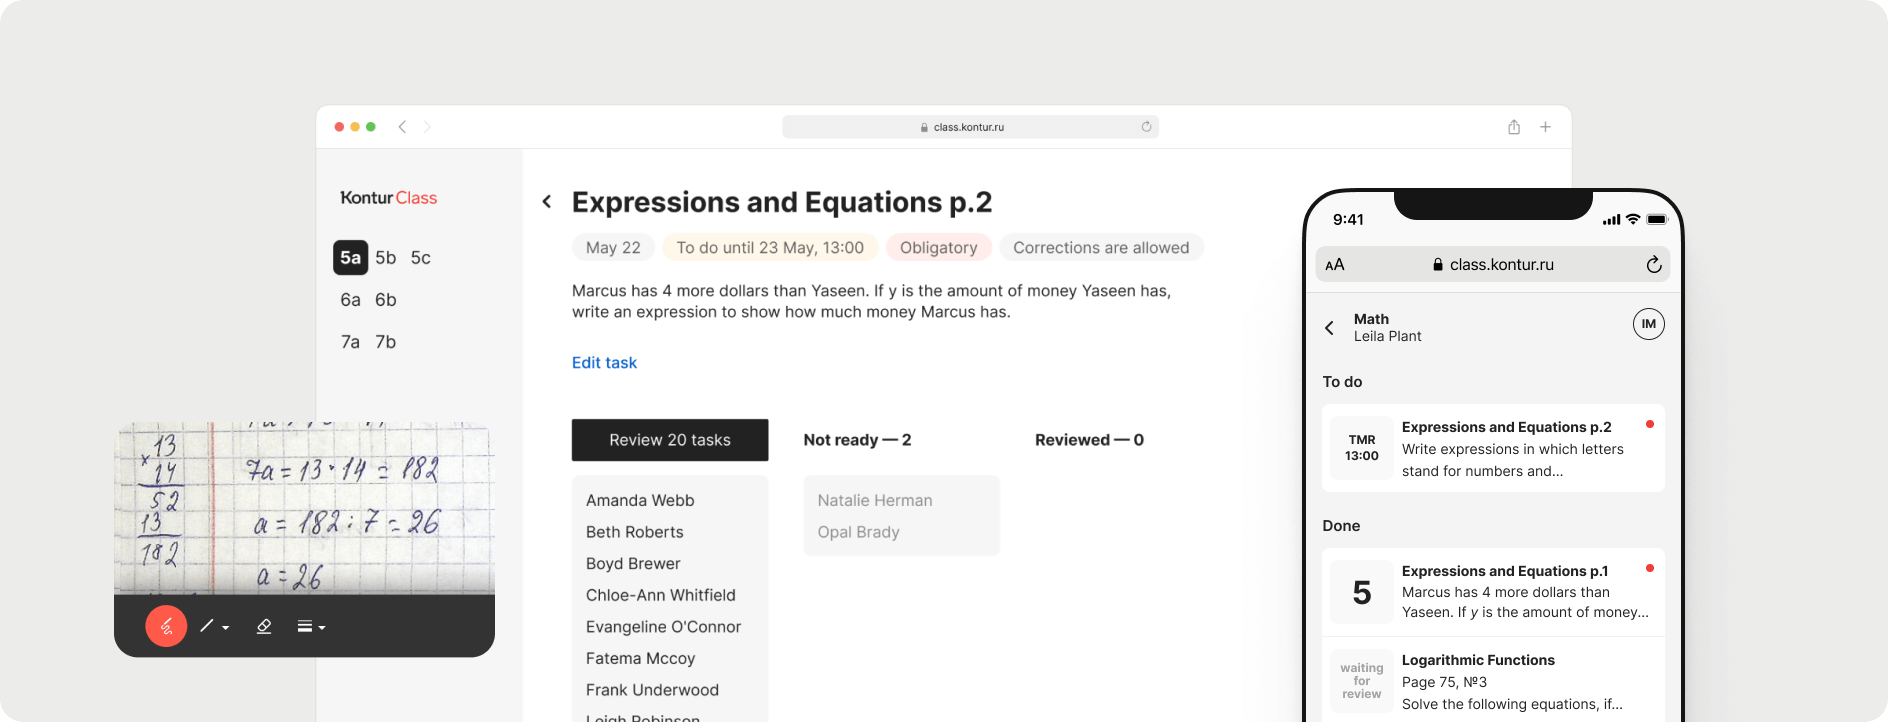 class.kontur.ru
Kontur Class
5a 5b 5c
6a 6b
7a 7b
Expressions and Equations p.2
May 22
To do until 23 May, 13:00
Obligatory
Corrections are allowed
Marcus has 4 more dollars than Yaseen. If y is the amount of money Yaseen has,
write an expression to show how much money Marcus has.
Edit task
Review 20 tasks
Amanda Webb
Beth Roberts
Boyd Brewer
Chloe-Ann Whitfield
Evangeline O'Connor
Fatema Mccoy
Frank Underwood
Leigh Robinson
Not ready — 2
Natalie Herman
Opal Brady
Reviewed — 0
13
× 14
52
13
182
7a = 13 · 14 = 182
a = 182 : 7 = 26
a = 26
9:41
AA class.kontur.ru
Math
Leila Plant
IM
To do
TMR
13:00
Expressions and Equations p.2
Write expressions in which letters
stand for numbers and...
Done
5
Expressions and Equations p.1
Marcus has 4 more dollars than
Yaseen. If y is the amount of money...
waiting
for
review
Logarithmic Functions
Page 75, №3
Solve the following equations, if...